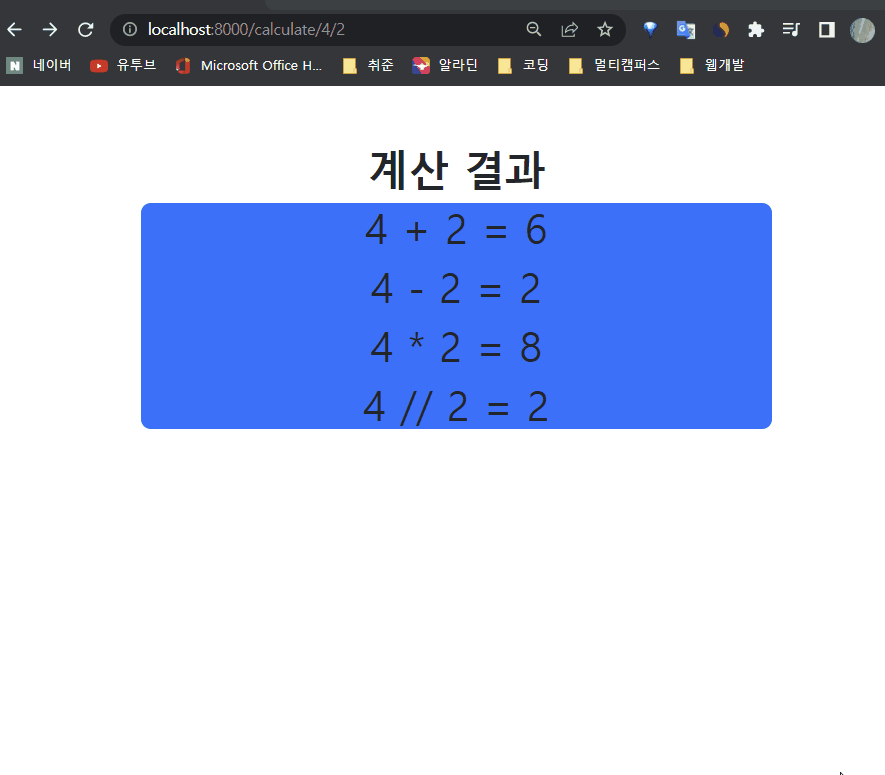 localhost:8000/calculate/4/2
N 네이버 유투브 Microsoft Office H... 취준 알라딘 코딩 멀티캠퍼스 웹개발
계산 결과
4 + 2 = 6
4 - 2 = 2
4 * 2 = 8
4 // 2 = 2